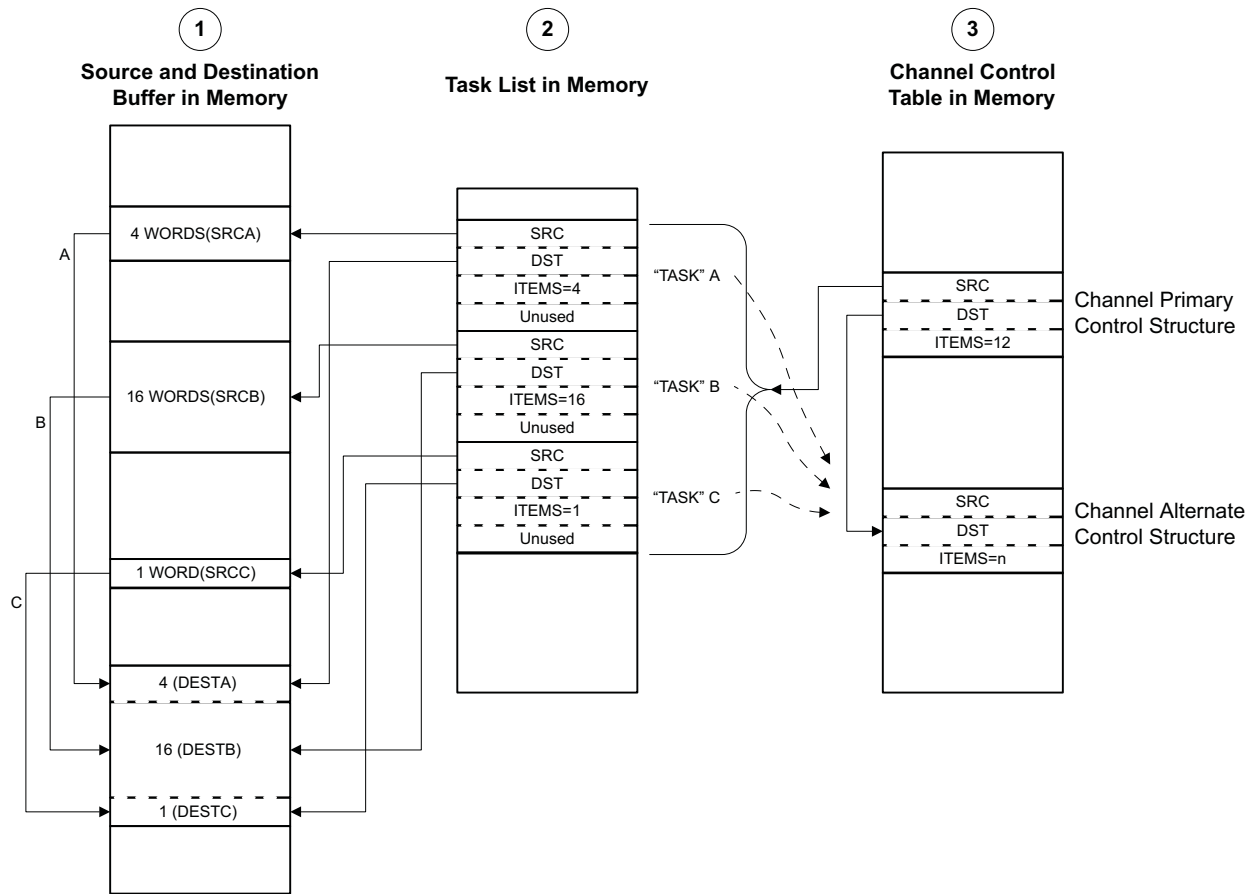 1
Source and Destination
Buffer in Memory
4 WORDS(SRCA)
A
16 WORDS(SRCB)
B
1 WORD(SRCC)
C
4 (DESTA)
16 (DESTB)
1 (DESTC)
2
Task List in Memory
SRC
DST
ITEMS=4
Unused
SRC
DST
ITEMS=16
Unused
SRC
DST
ITEMS=1
Unused
“TASK” A
“TASK” B
“TASK” C
3
Channel Control
Table in Memory
SRC
DST
ITEMS=12
Channel Primary
Control Structure
SRC
DST
ITEMS=n
Channel Alternate
Control Structure